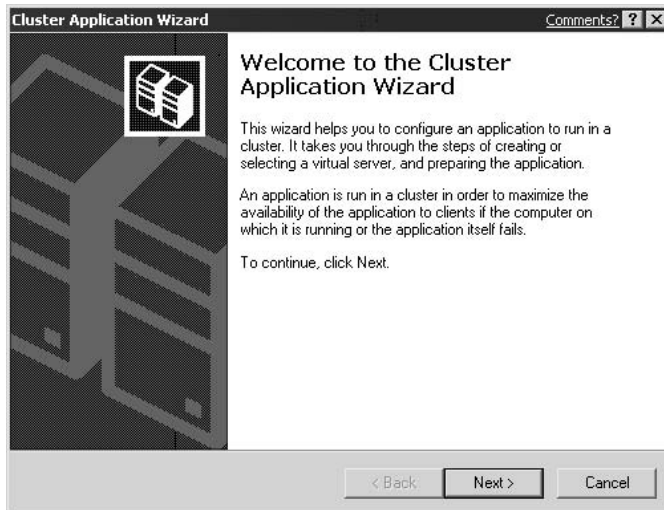 Cluster Application Wizard Comments? ? X
Welcome to the Cluster
Application Wizard
This wizard helps you to configure an application to run in a
cluster. It takes you through the steps of creating or
selecting a virtual server, and preparing the application.
An application is run in a cluster in order to maximize the
availability of the application to clients if the computer on
which it is running or the application itself fails.
To continue, click Next.
< Back Next > Cancel